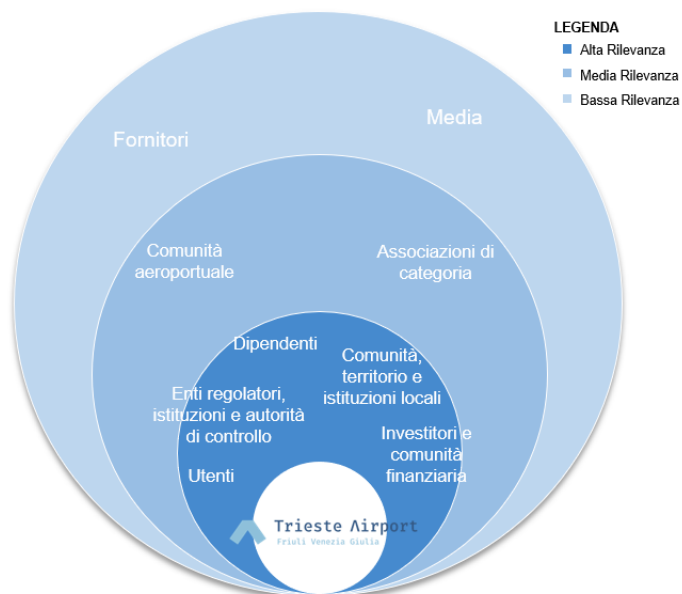 LEGENDA
Alta Rilevanza
Media Rilevanza
Bassa Rilevanza
Media
Fornitori
Comunità
aeroportuale
Associazioni di
categoria
Dipendenti
Comunità,
territorio e
istituzioni locali
Enti regolatori,
istituzioni e autorità
di controllo
Investitori e
comunità
finanziaria
Utenti
Trieste Airport
Friuli Venezia Giulia